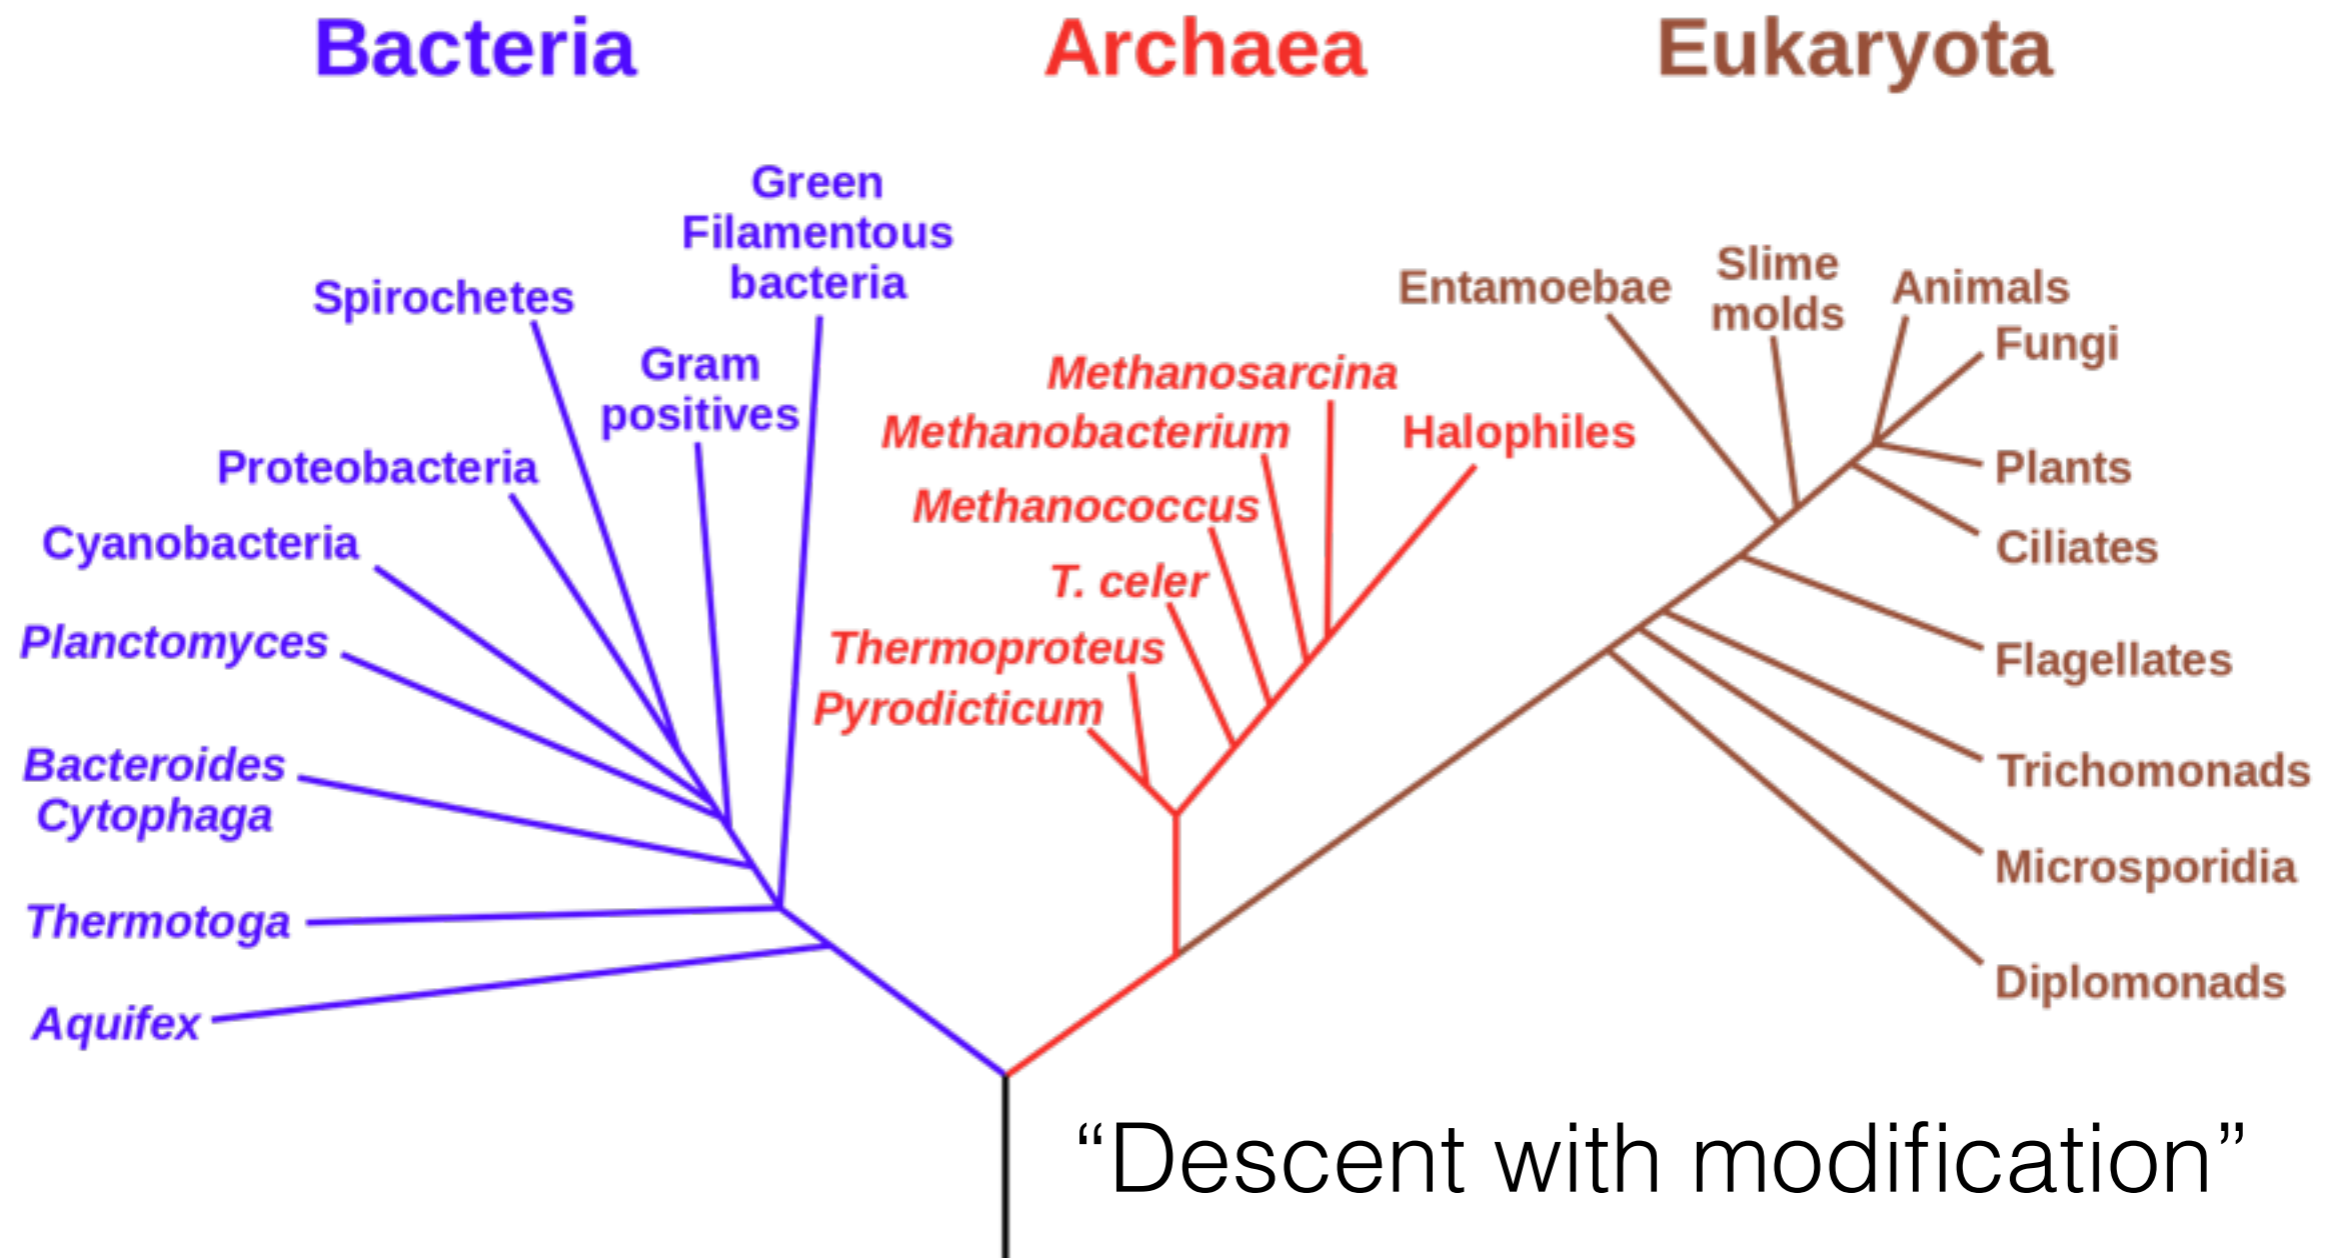 Bacteria
Archaea
Eukaryota
Green
Filamentous
bacteria
Spirochetes
Gram
positives
Proteobacteria
Cyanobacteria
Planctomyces
Bacteroides
Cytophaga
Thermotoga
Aquifex
Methanosarcina
Methanobacterium
Halophiles
Methanococcus
T. celer
Thermoproteus
Pyrodicticum
Entamoebae
Slime
molds
Animals
Fungi
Plants
Ciliates
Flagellates
Trichomonads
Microsporidia
Diplomonads
“Descent with modification”